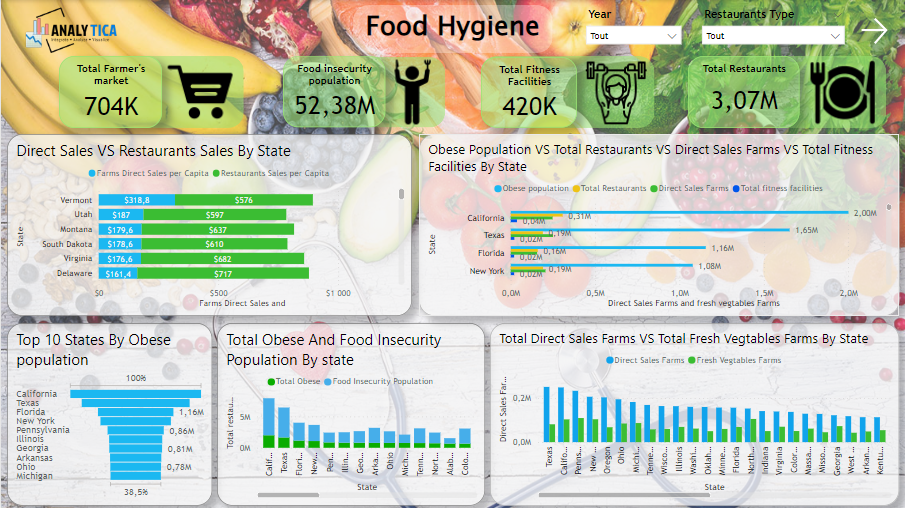 ANALYTICA
Integrate • Analyze • Visualize
Food Hygiene
Year
Tout
Restaurants Type
Tout
Total Farmer's
market
704K
Food insecurity
population
52,38M
Total Fitness
Facilities
420K
Total Restaurants
3,07M
Direct Sales VS Restaurants Sales By State
Farms Direct Sales per Capita Restaurants Sales per Capita
State
Vermont $318,8 $576
Utah $187 $597
Montana $179,6 $637
South Dakota $178,6 $610
Virginia $176,6 $682
Delaware $161,4 $717
$0 $500 $1 000
Farms Direct Sales and
Obese Population VS Total Restaurants VS Direct Sales Farms VS Total Fitness
Facilities By State
Obese population Total Restaurants Direct Sales Farms Total fitness facilities
State
California 2,00M 0,31M 0,04M
Texas 1,65M 0,19M 0,02M
Florida 1,16M 0,16M 0,02M
New York 1,08M 0,19M 0,02M
0,0M 0,5M 1,0M 1,5M 2,0M
Direct Sales Farms and fresh vegtables Farms
Top 10 States By Obese
population
100%
California
Texas
Florida 1,16M
New York
Pennsylvania 0,86M
Illinois
Georgia 0,81M
Arkansas
Ohio 0,78M
Michigan
38,5%
Total Obese And Food Insecurity
Population By state
Total Obese Food Insecurity Population
Total restau...
5M
0M
Calif... Texas Flori... New... Pen... Illin... Geo... Arka... Ohio Mich... Tenn... Nort... Alab... Colo...
State
Total Direct Sales Farms VS Total Fresh Vegtables Farms By State
Direct Sales Farms Fresh Vegtables Farms
Direct Sales Far...
0,2M
0,0M
Texas Califo... Penns... New ... Oregon Ohio Michi... Tenne... Wisco... Illinois Washi... Oklah... Minne... Florida North... Indiana Virginia Color... Massa... Misso... Georgia West ... Arkan... Kentu...
State